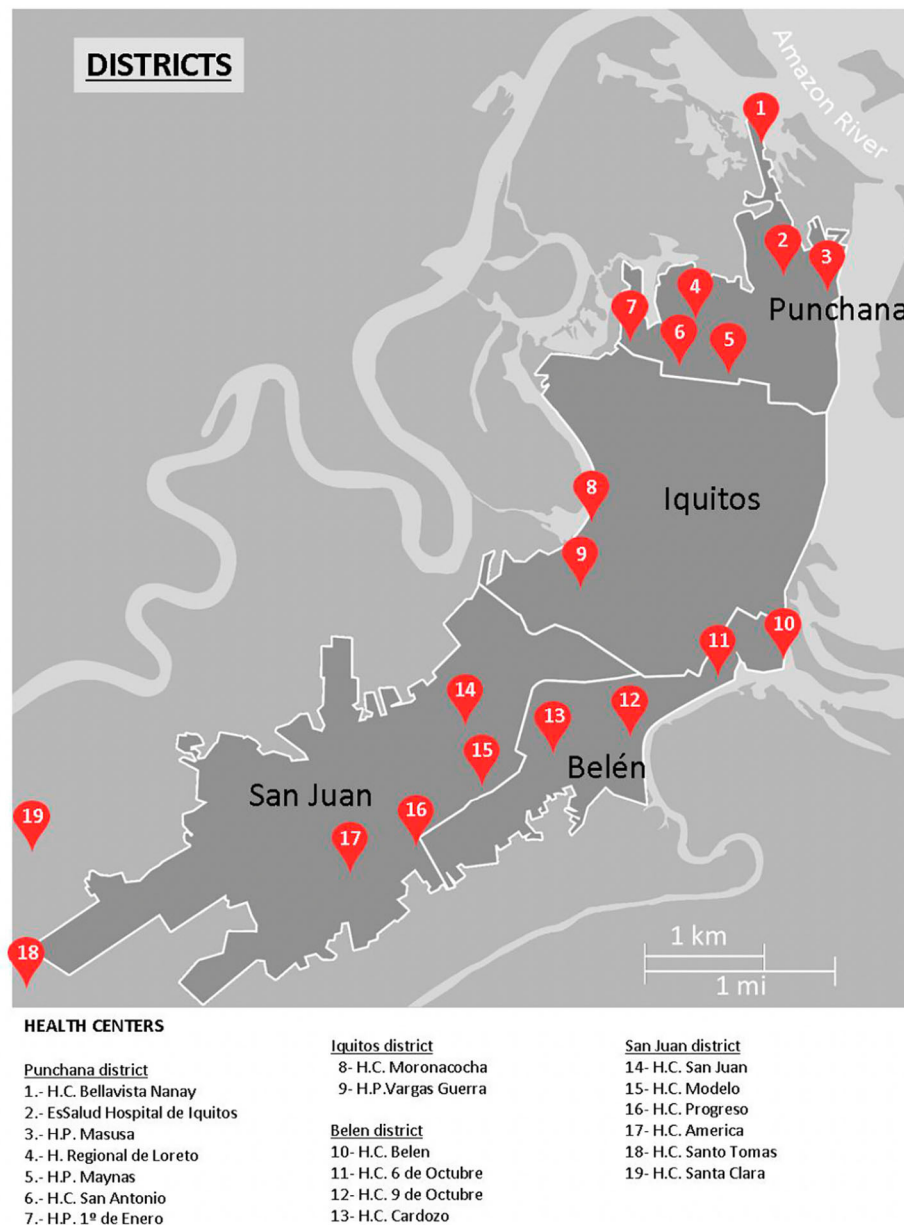 DISTRICTS
Amazon River
1
2
3
4
Punchana
7
6
5
8
Iquitos
9
10
11
14
12
13
15
Belén
San Juan
16
19
17
18
1 km
1 mi
HEALTH CENTERS
Punchana district
1.- H.C. Bellavista Nanay
2.- EsSalud Hospital de Iquitos
3.- H.P. Masusa
4.- H. Regional de Loreto
5.- H.P. Maynas
6.- H.C. San Antonio
7.- H.P. 1º de Enero
Iquitos district
8- H.C. Moronacocha
9- H.P.Vargas Guerra
Belen district
10- H.C. Belen
11- H.C. 6 de Octubre
12- H.C. 9 de Octubre
13- H.C. Cardozo
San Juan district
14- H.C. San Juan
15- H.C. Modelo
16- H.C. Progreso
17- H.C. America
18- H.C. Santo Tomas
19- H.C. Santa Clara